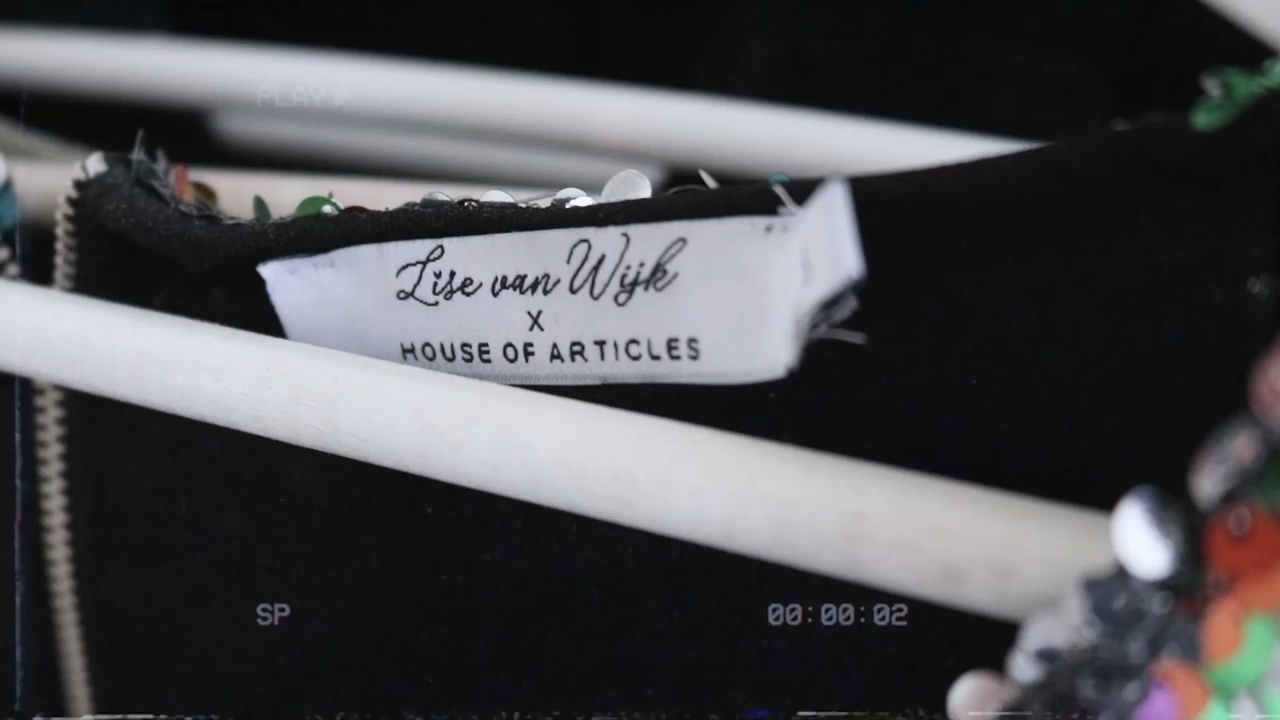 PLAY
Lise van Wijk
X
HOUSE OF ARTICLES
SP
00:00:02